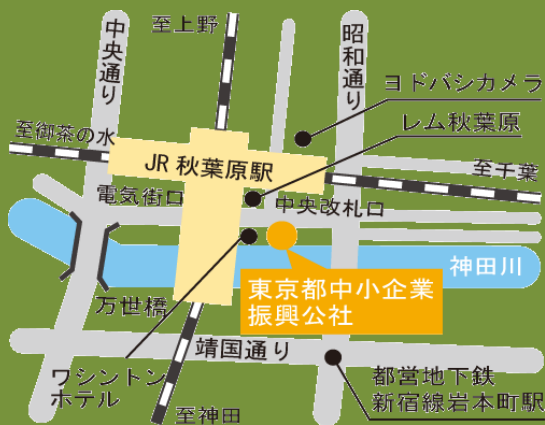 至上野
中央通り
昭和通り
ヨドバシカメラ
レム秋葉原
至御茶の水
JR 秋葉原駅
至千葉
電気街口
中央改札口
神田川
東京都中小企業
振興公社
万世橋
靖国通り
ワシントン
ホテル
都営地下鉄
新宿線岩本町駅
至神田